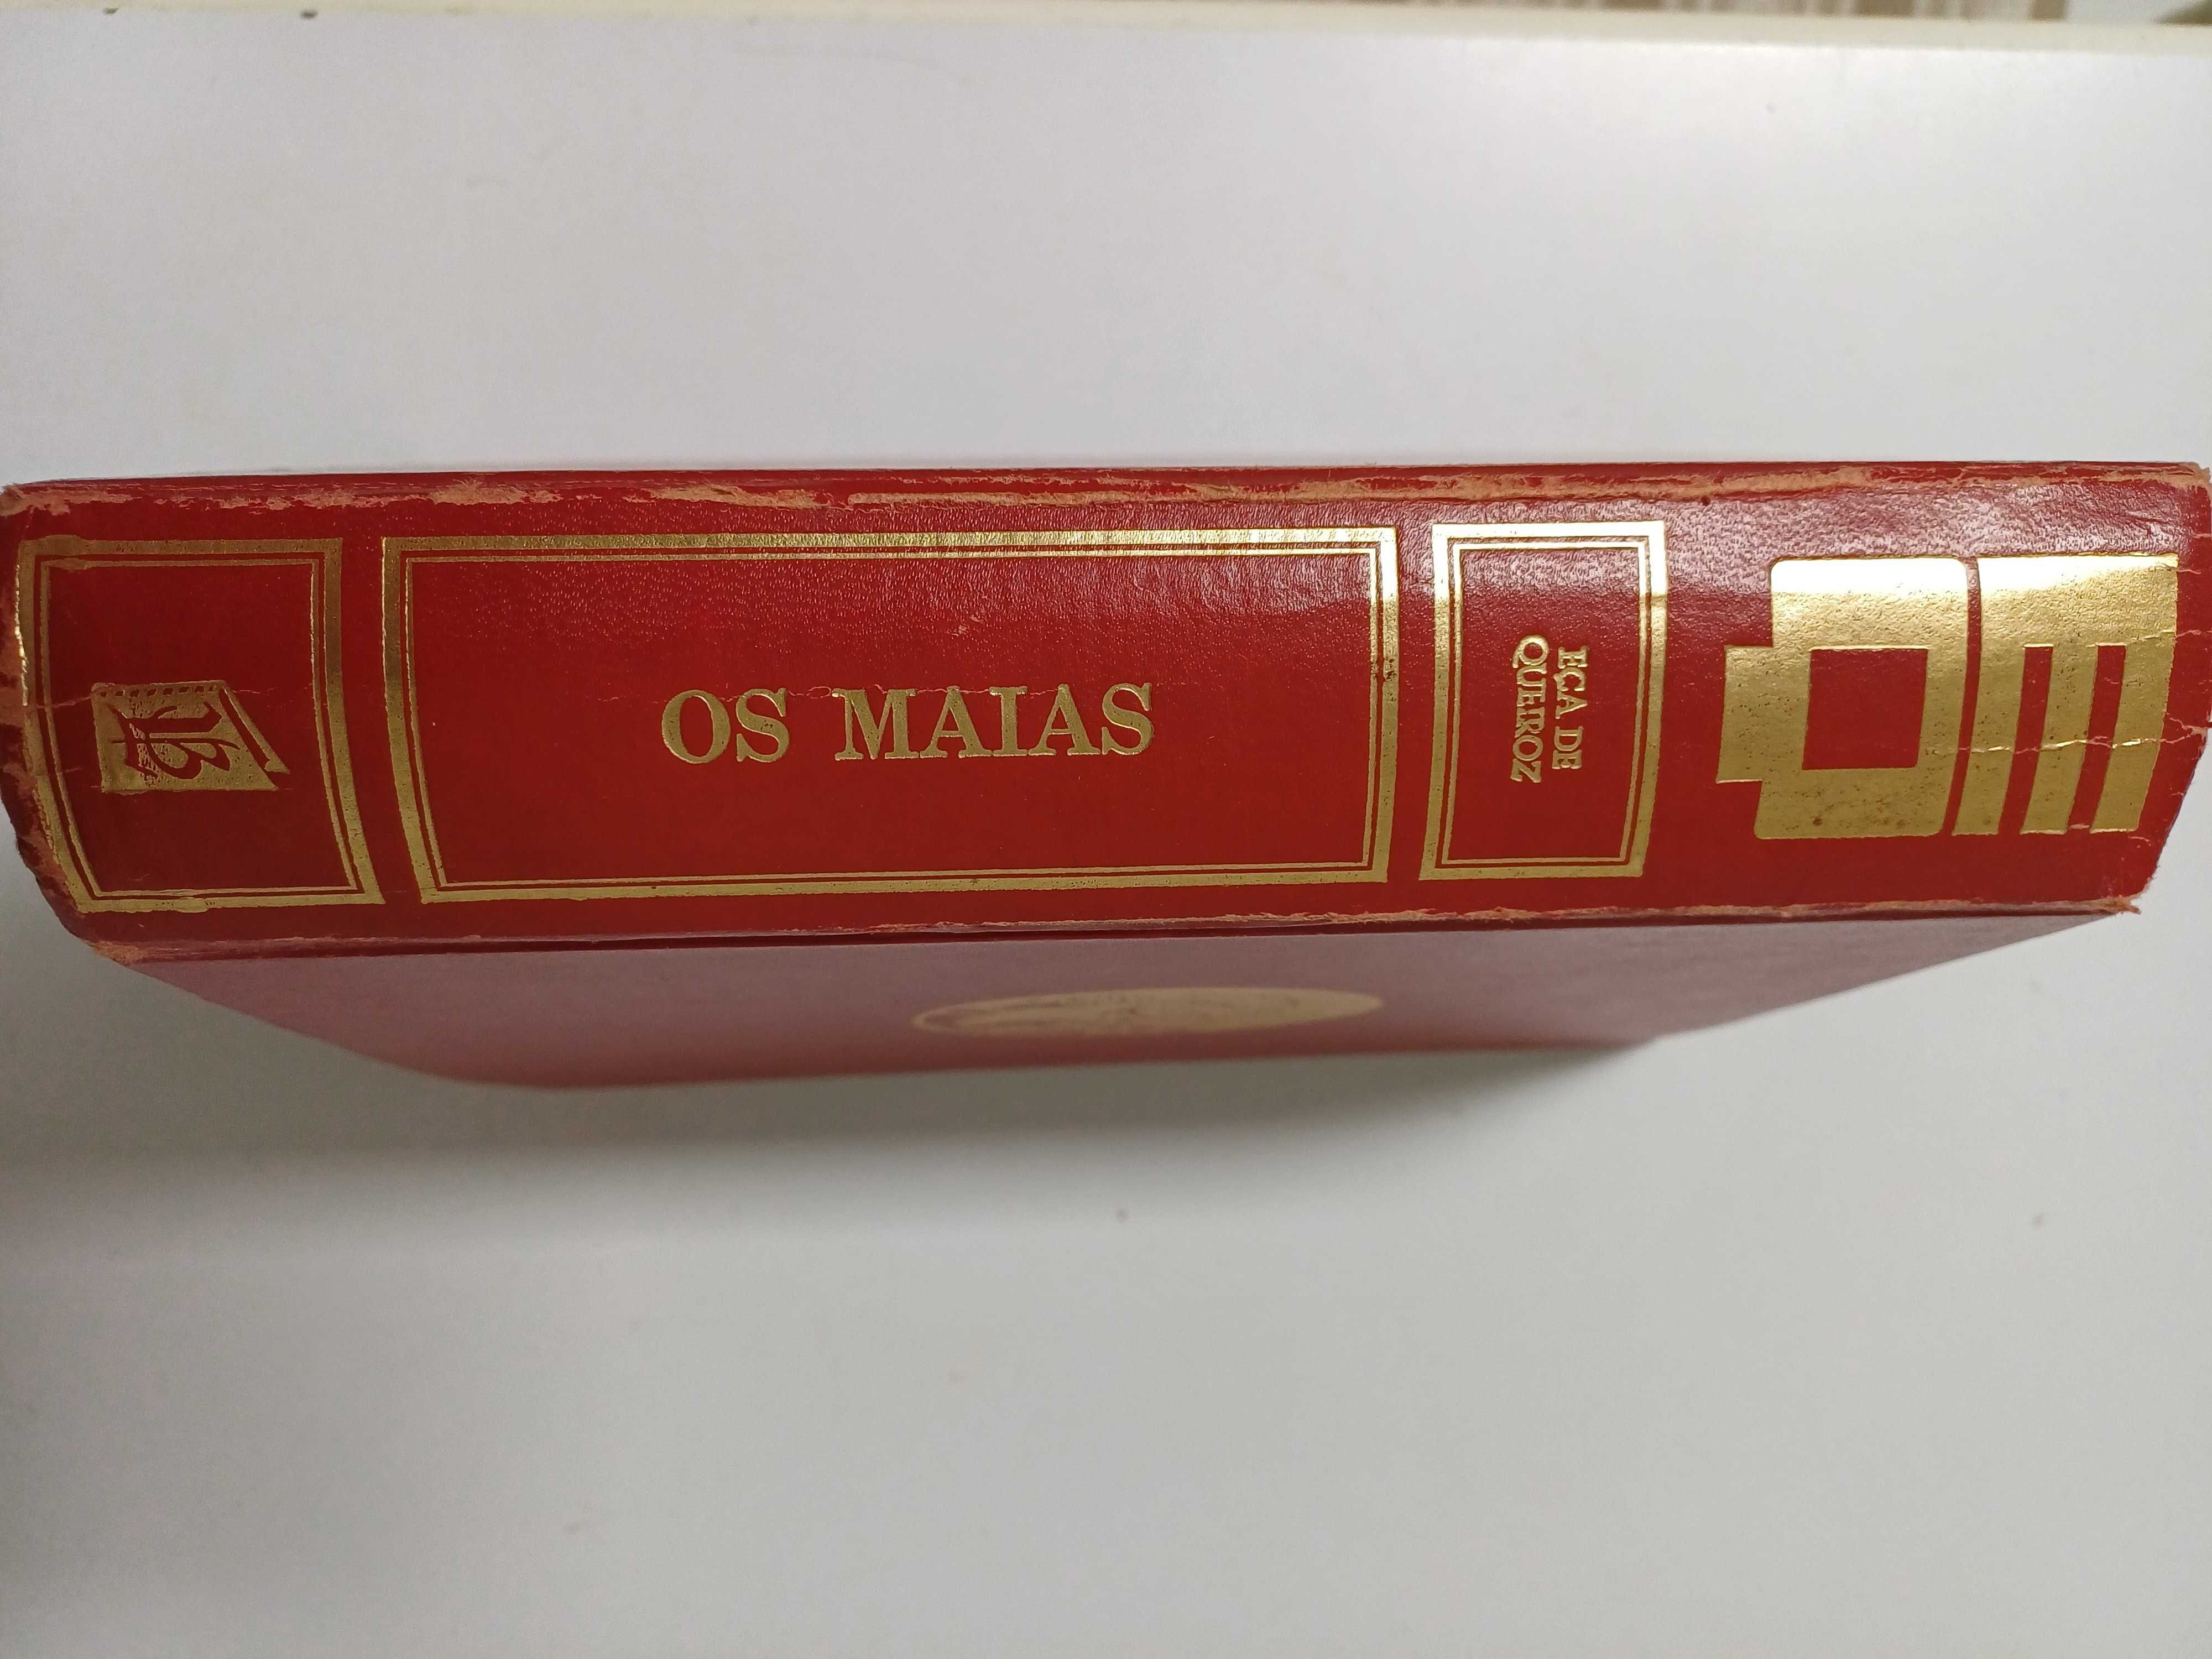 OS MAIAS
EÇA DE
QUEIROZ